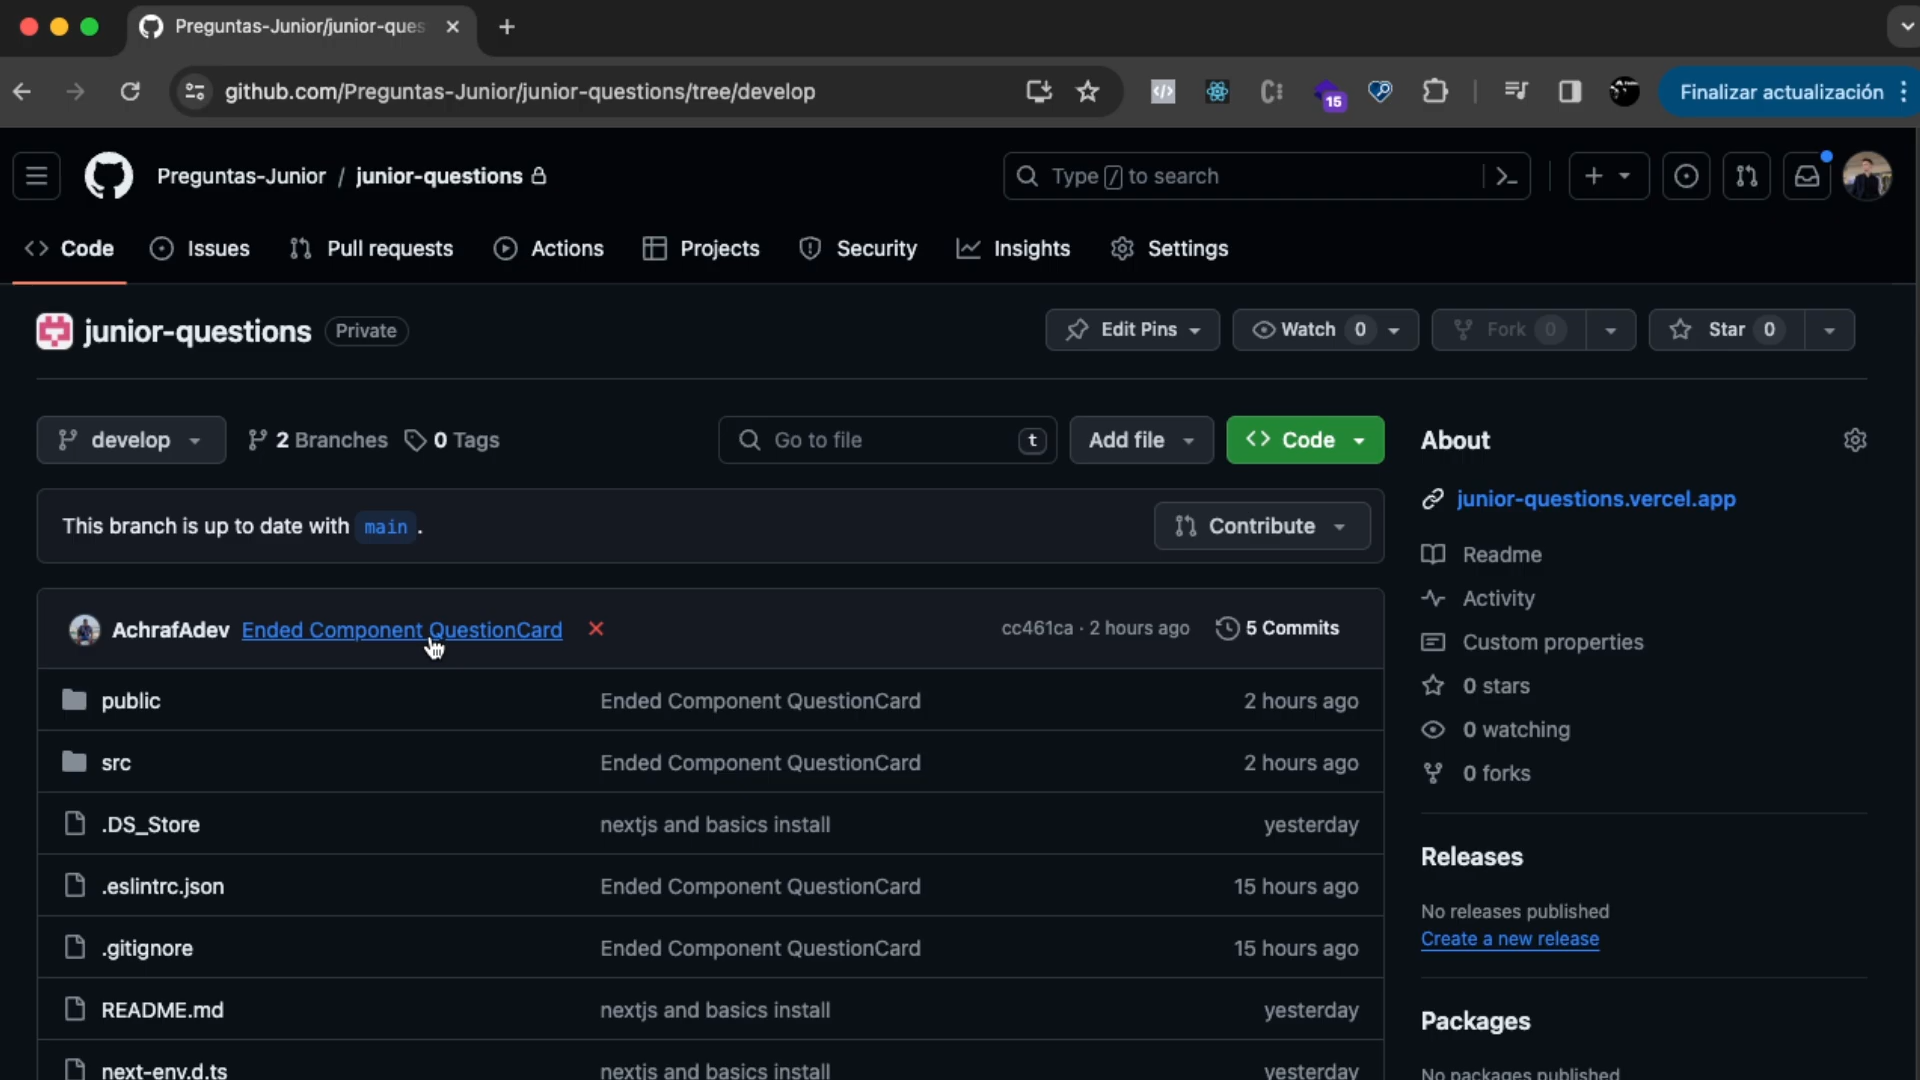 Preguntas-Junior/junior-ques
github.com/Preguntas-Junior/junior-questions/tree/develop
15
Finalizar actualización
Preguntas-Junior / junior-questions
Type / to search
Code
Issues
Pull requests
Actions
Projects
Security
Insights
Settings
junior-questions
Private
Edit Pins
Watch 0
Fork 0
Star 0
develop
2 Branches
0 Tags
Go to file
t
Add file
Code
About
junior-questions.vercel.app
This branch is up to date with main .
Contribute
Readme
Activity
Custom properties
0 stars
0 watching
0 forks
AchrafAdev Ended Component QuestionCard
cc461ca · 2 hours ago
5 Commits
public Ended Component QuestionCard 2 hours ago
src Ended Component QuestionCard 2 hours ago
.DS_Store nextjs and basics install yesterday
.eslintrc.json Ended Component QuestionCard 15 hours ago
.gitignore Ended Component QuestionCard 15 hours ago
README.md nextjs and basics install yesterday
next-env.d.ts nextjs and basics install yesterday
Releases
No releases published
Create a new release
Packages
No packages published